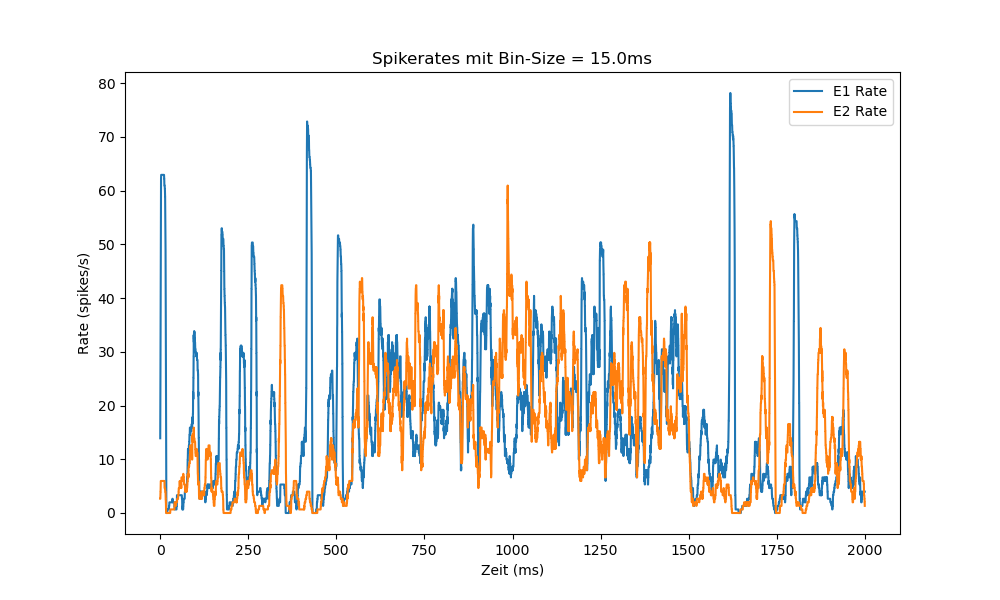 Spikerates mit Bin-Size = 15.0ms
E1 Rate
E2 Rate
Rate (spikes/s)
80
70
60
50
40
30
20
10
0
0 250 500 750 1000 1250 1500 1750 2000
Zeit (ms)